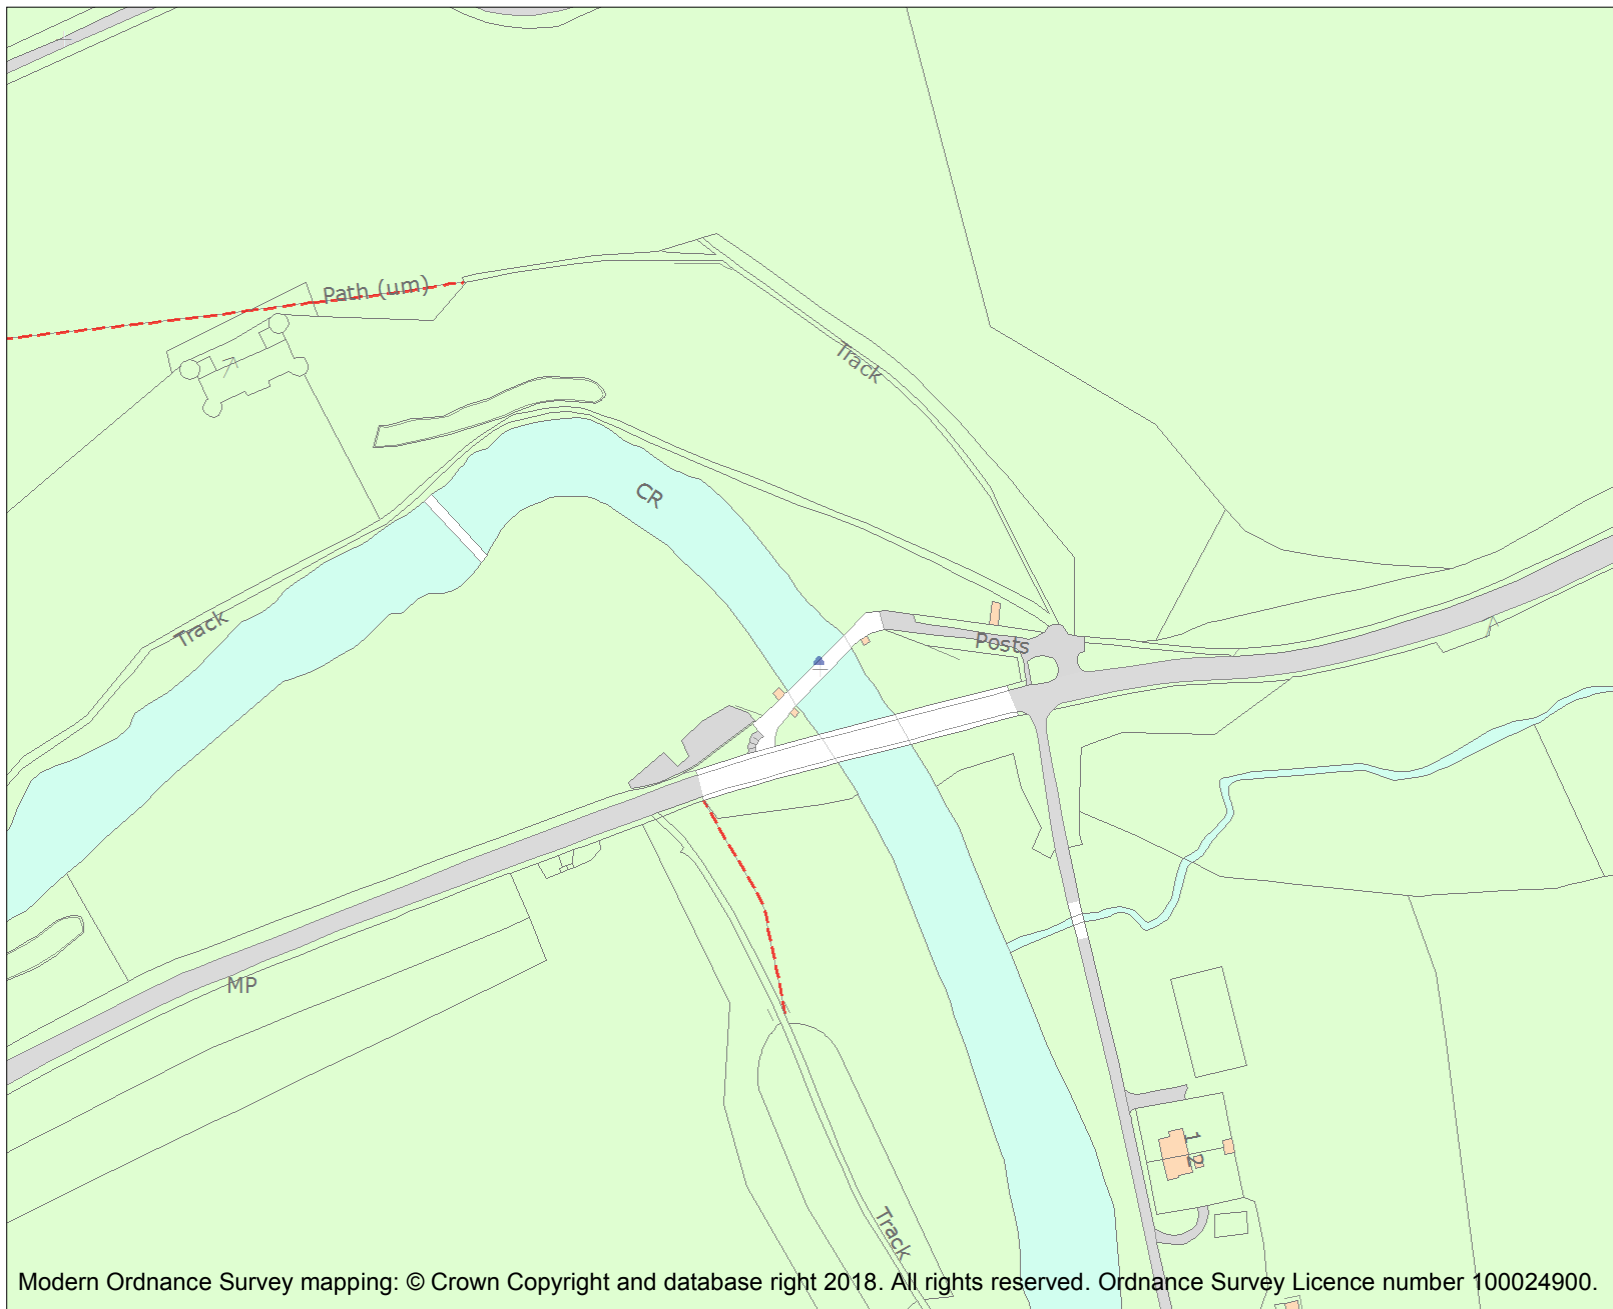 Path (um)
Track
CR
Track
Posts
MP
1
2
Track
Modern Ordnance Survey mapping: © Crown Copyright and database right 2018. All rights reserved. Ordnance Survey Licence number 100024900.